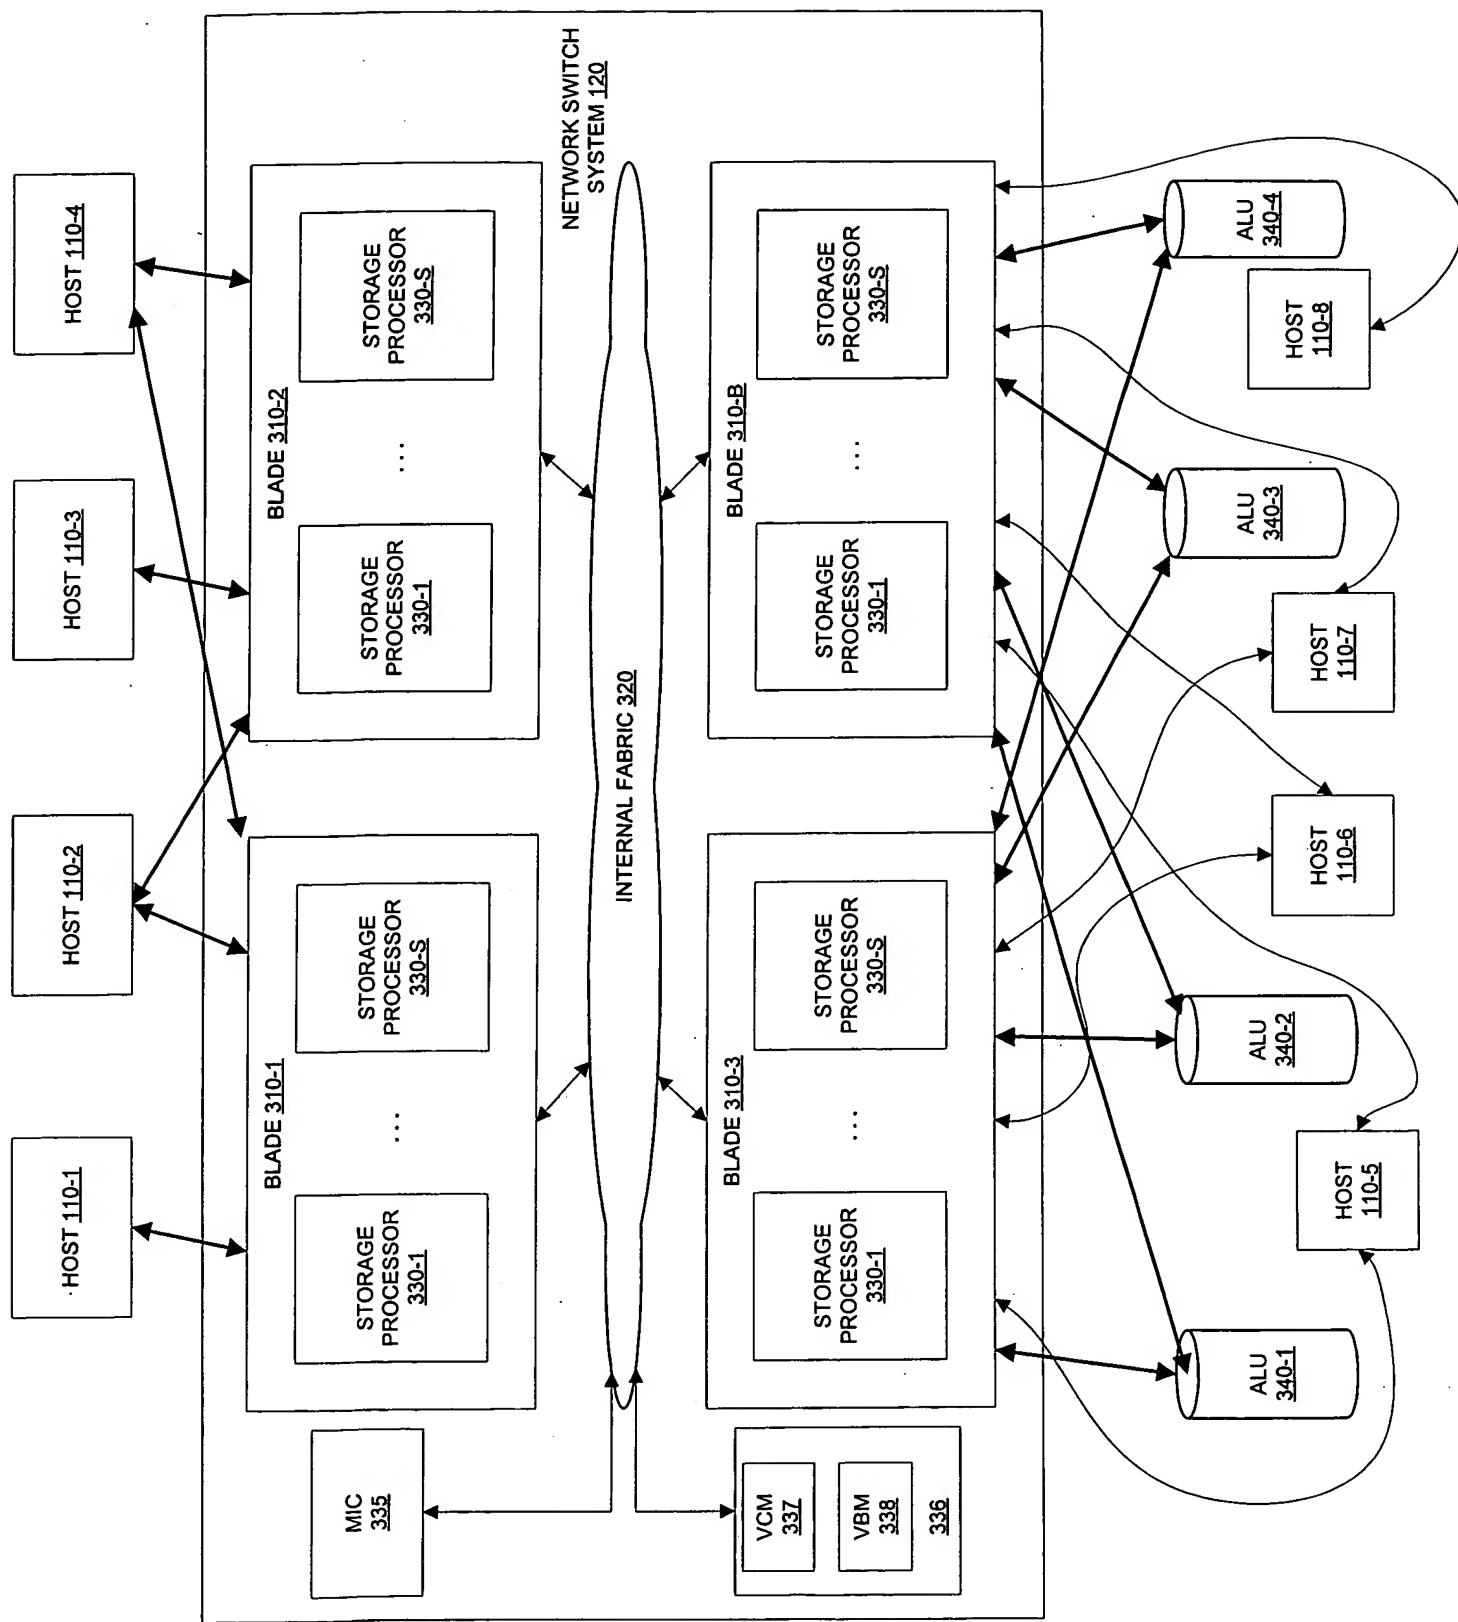 HOST 110-1
HOST 110-2
HOST 110-3
HOST 110-4
NETWORK SWITCH
SYSTEM 120
MIC
335
BLADE 310-1
STORAGE
PROCESSOR
330-1
...
STORAGE
PROCESSOR
330-S
BLADE 310-2
STORAGE
PROCESSOR
330-1
...
STORAGE
PROCESSOR
330-S
INTERNAL FABRIC 320
VCM
337
VBM
338
336
BLADE 310-3
STORAGE
PROCESSOR
330-1
...
STORAGE
PROCESSOR
330-S
BLADE 310-B
STORAGE
PROCESSOR
330-1
...
STORAGE
PROCESSOR
330-S
ALU
340-1
ALU
340-2
ALU
340-3
ALU
340-4
HOST
110-5
HOST
110-6
HOST
110-7
HOST
110-8